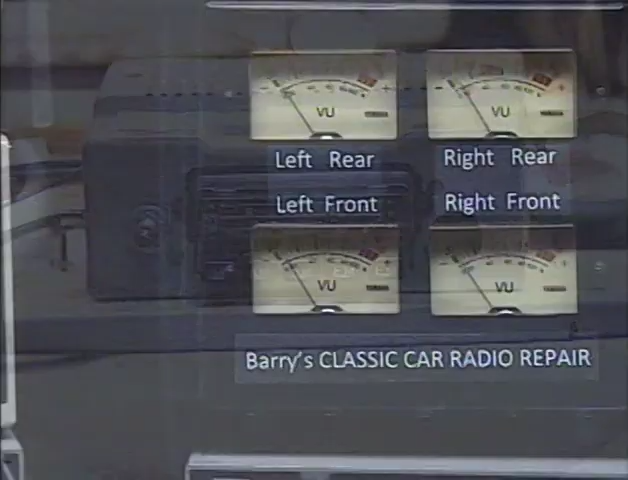 VU VU
Left Rear Right Rear
Left Front Right Front
VU VU
Barry's CLASSIC CAR RADIO REPAIR